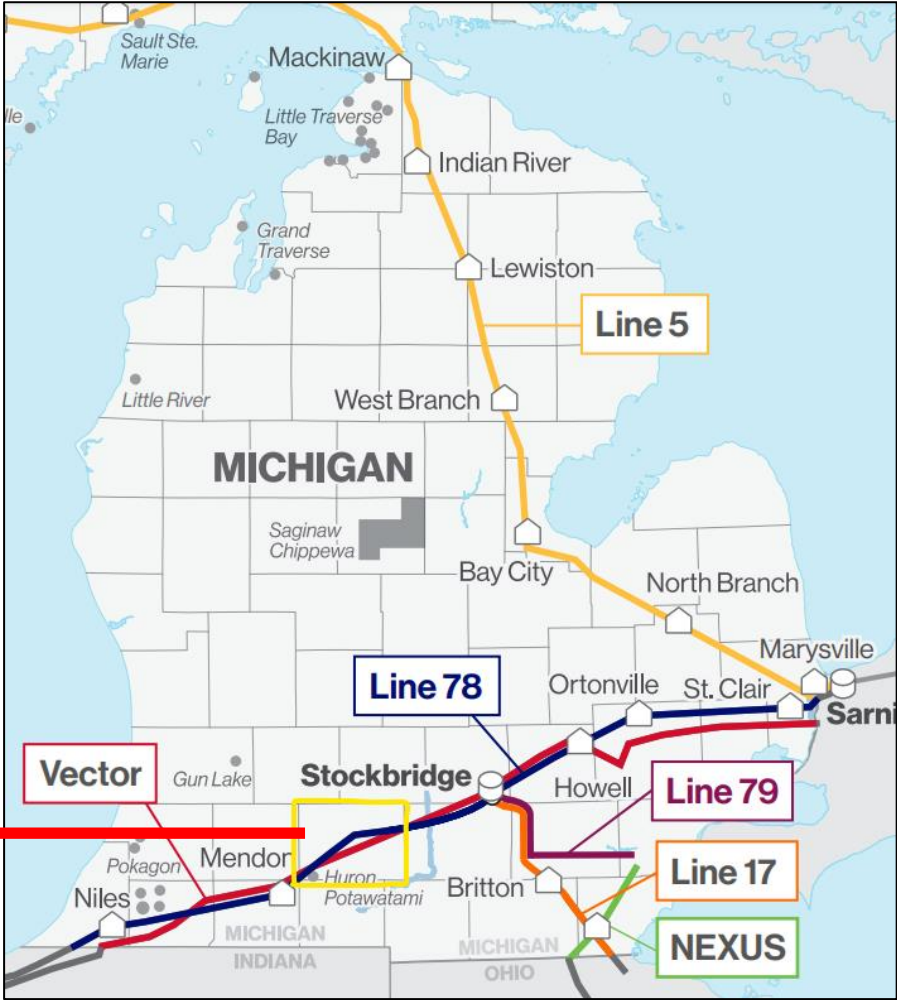 Sault Ste.
Marie
Mackinaw
lle
Little Traverse
Bay
Indian River
Grand
Traverse
Lewiston
Line 5
Little River
West Branch
MICHIGAN
Saginaw
Chippewa
Bay City
North Branch
Marysville
Line 78
Ortonville
St. Clair
Sarni
Vector
Gun Lake
Stockbridge
Howell
Line 79
Pokagon
Mendon
Huron
Potawatami
Britton
Line 17
Niles
MICHIGAN
INDIANA
MICHIGAN
OHIO
NEXUS